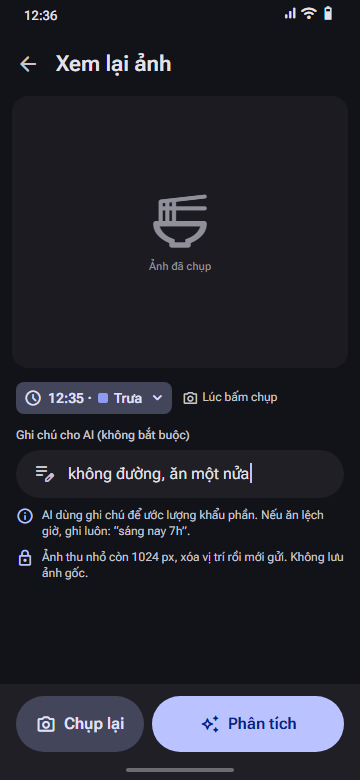 12:36
Xem lại ảnh
Ảnh đã chụp
12:35 · Trưa
Lúc bấm chụp
Ghi chú cho AI (không bắt buộc)
không đường, ăn một nửa
AI dùng ghi chú để ước lượng khẩu phần. Nếu ăn lệch
giờ, ghi luôn: “sáng nay 7h”.
Ảnh thu nhỏ còn 1024 px, xóa vị trí rồi mới gửi. Không lưu
ảnh gốc.
Chụp lại
Phân tích